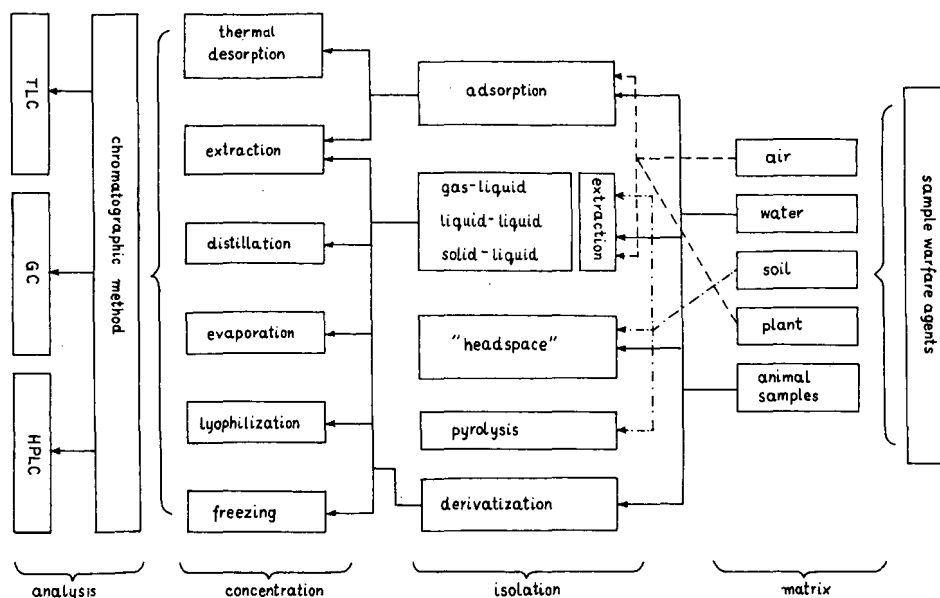 TLC
GC
HPLC
chromatographic method
thermal
desorption
extraction
distillation
evaporation
lyophilization
freezing
adsorption
gas-liquid
liquid-liquid
solid-liquid
extraction
"headspace"
pyrolysis
derivatization
air
water
soil
plant
animal
samples
sample warfare agents
analysis
concentration
isolation
matrix